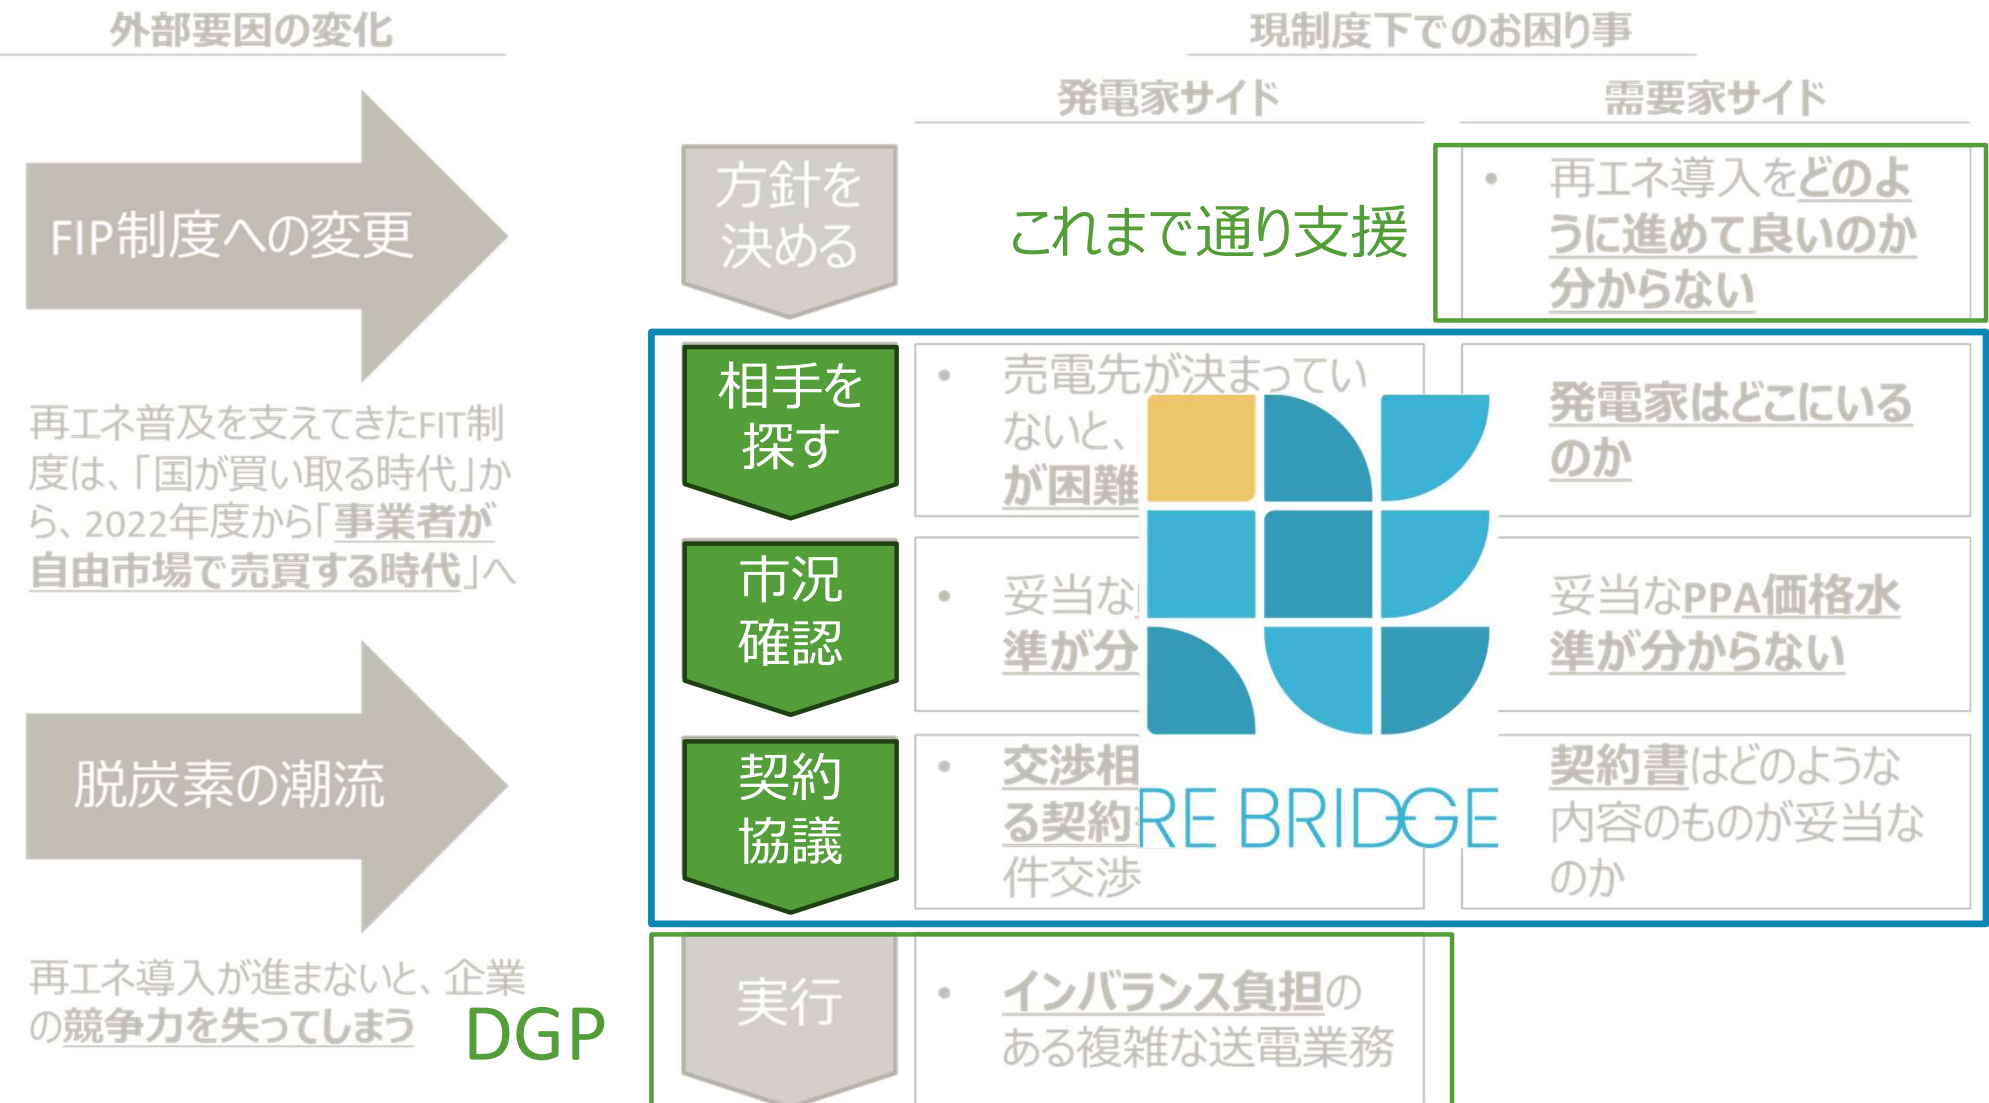 外部要因の変化
現制度下でのお困り事
発電家サイド
需要家サイド
FIP制度への変更
再エネ普及を支えてきたFIT制
度は、「国が買い取る時代」か
ら、2022年度から「事業者が
自由市場で売買する時代」へ
脱炭素の潮流
再エネ導入が進まないと、企業
の競争力を失ってしまう
DGP
方針を
決める
これまで通り支援
• 再エネ導入をどのよ
うに進めて良いのか
分からない
相手を
探す
• 売電先が決まってい
ないと、
が困難
発電家はどこにいる
のか
市況
確認
• 妥当な
準が分
妥当なPPA価格水
準が分からない
契約
協議
• 交渉相
る契約
件交渉
RE BRIDGE
契約書はどのような
内容のものが妥当な
のか
実行
• インバランス負担の
ある複雑な送電業務